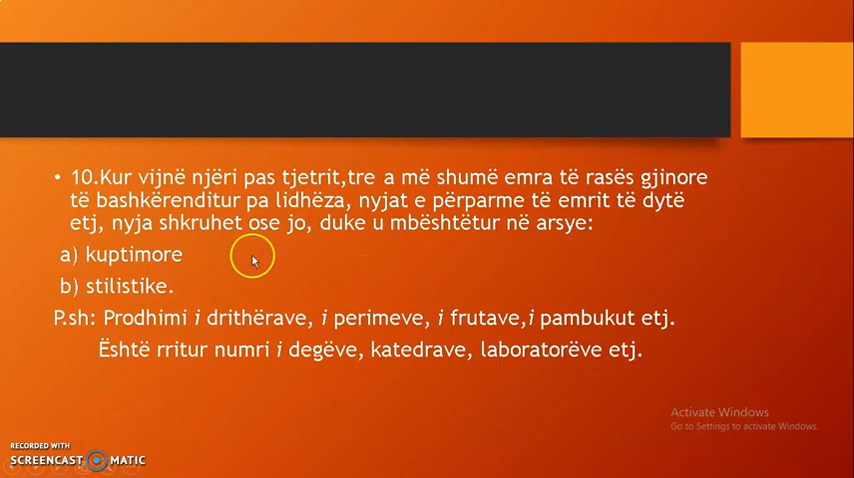 • 10.Kur vijnë njëri pas tjetrit,tre a më shumë emra të rasës gjinore
të bashkërenditur pa lidhëza, nyjat e përparme të emrit të dytë
etj, nyja shkruhet ose jo, duke u mbështëtur në arsye:
a) kuptimore
b) stilistike.
P.sh: Prodhimi i drithërave, i perimeve, i frutave,i pambukut etj.
Është rritur numri i degëve, katedrave, laboratorëve etj.
Activate Windows
Go to Settings to activate Windows.
RECORDED WITH
SCREENCAST MATIC